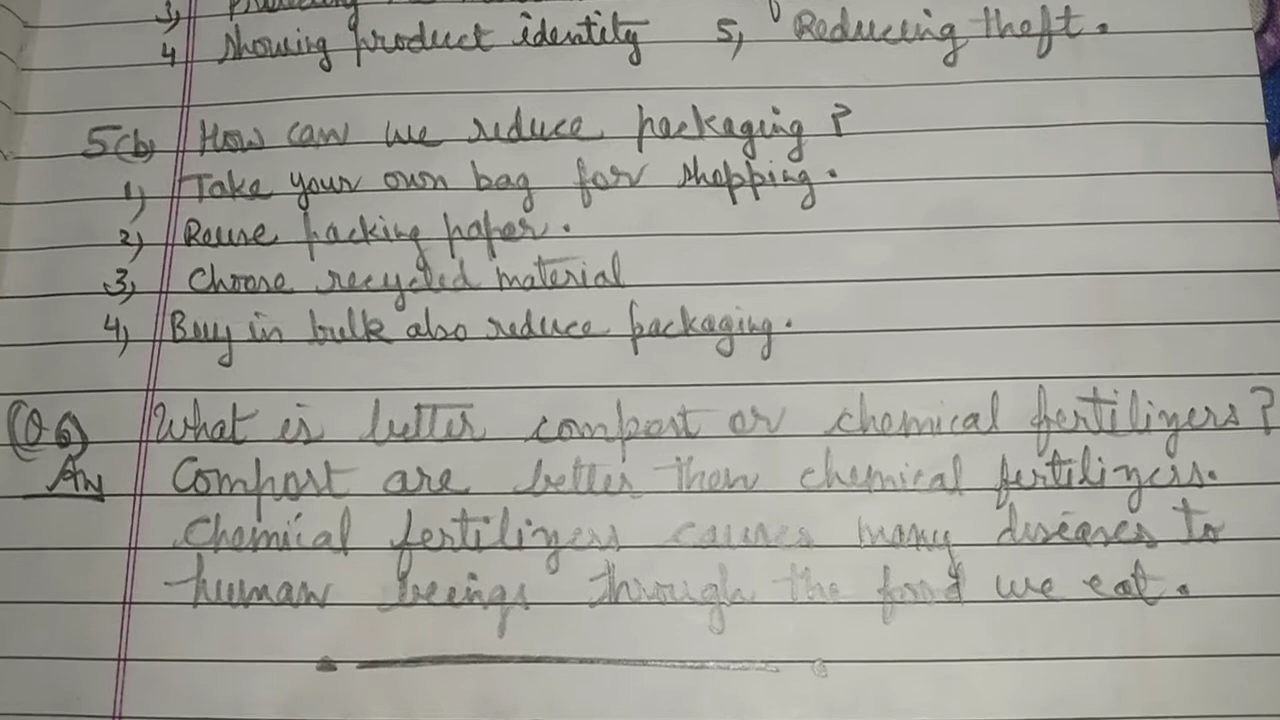 3,
4 Showing product identity 5, Reducing theft.
5(b) How can we reduce packaging?
1) Take your own bag for shopping.
2) Reuse packing paper.
3, Choose recycled material
4, Buy in bulk also reduce packaging.
(Q6) What is better compost or chemical fertilizers?
Ans Compost are better then chemical fertilizers.
Chemical fertilizers causes many diseases to
human beeings through the food we eat.